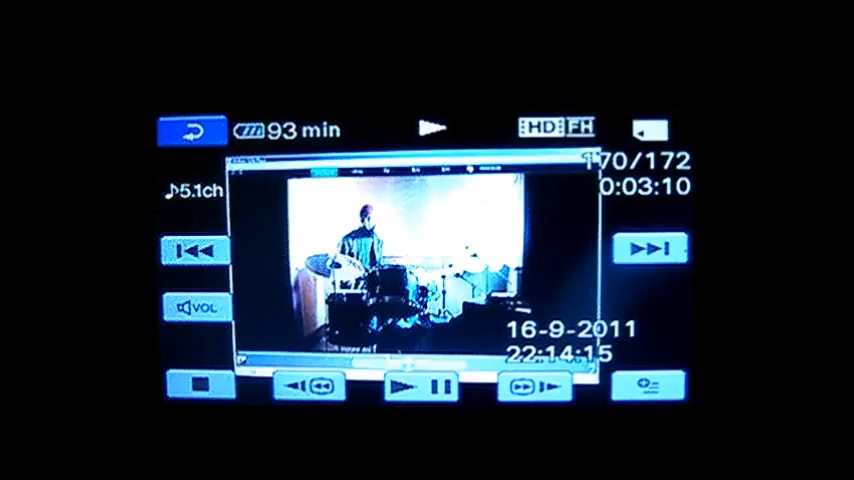 93 min
HD FH
170/172
♪5.1ch
0:03:10
VOL
16-9-2011
22:14:15